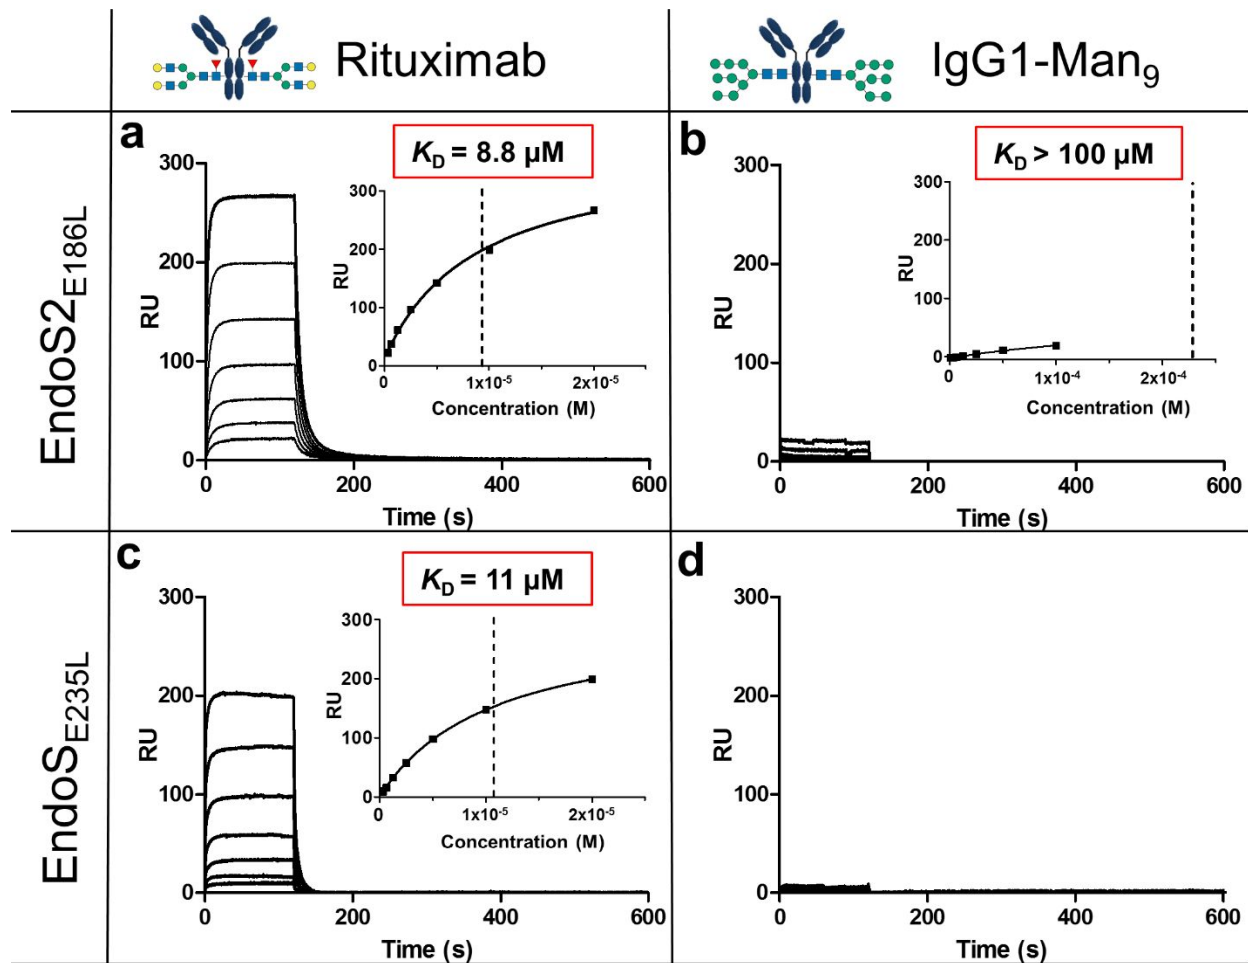 Rituximab
IgG1-Man9
EndoS2E186L
a
300
200
100
0
RU
0
200
400
600
Time (s)
KD = 8.8 µM
300
200
100
0
RU
0
1x10-5
2x10-5
Concentration (M)
b
300
200
100
0
RU
0
200
400
600
Time (s)
KD > 100 µM
300
200
100
0
RU
0
1x10-4
2x10-4
Concentration (M)
EndoSE235L
c
300
200
100
0
RU
0
200
400
600
Time (s)
KD = 11 µM
300
200
100
0
RU
0
1x10-5
2x10-5
Concentration (M)
d
300
200
100
0
RU
0
200
400
600
Time (s)